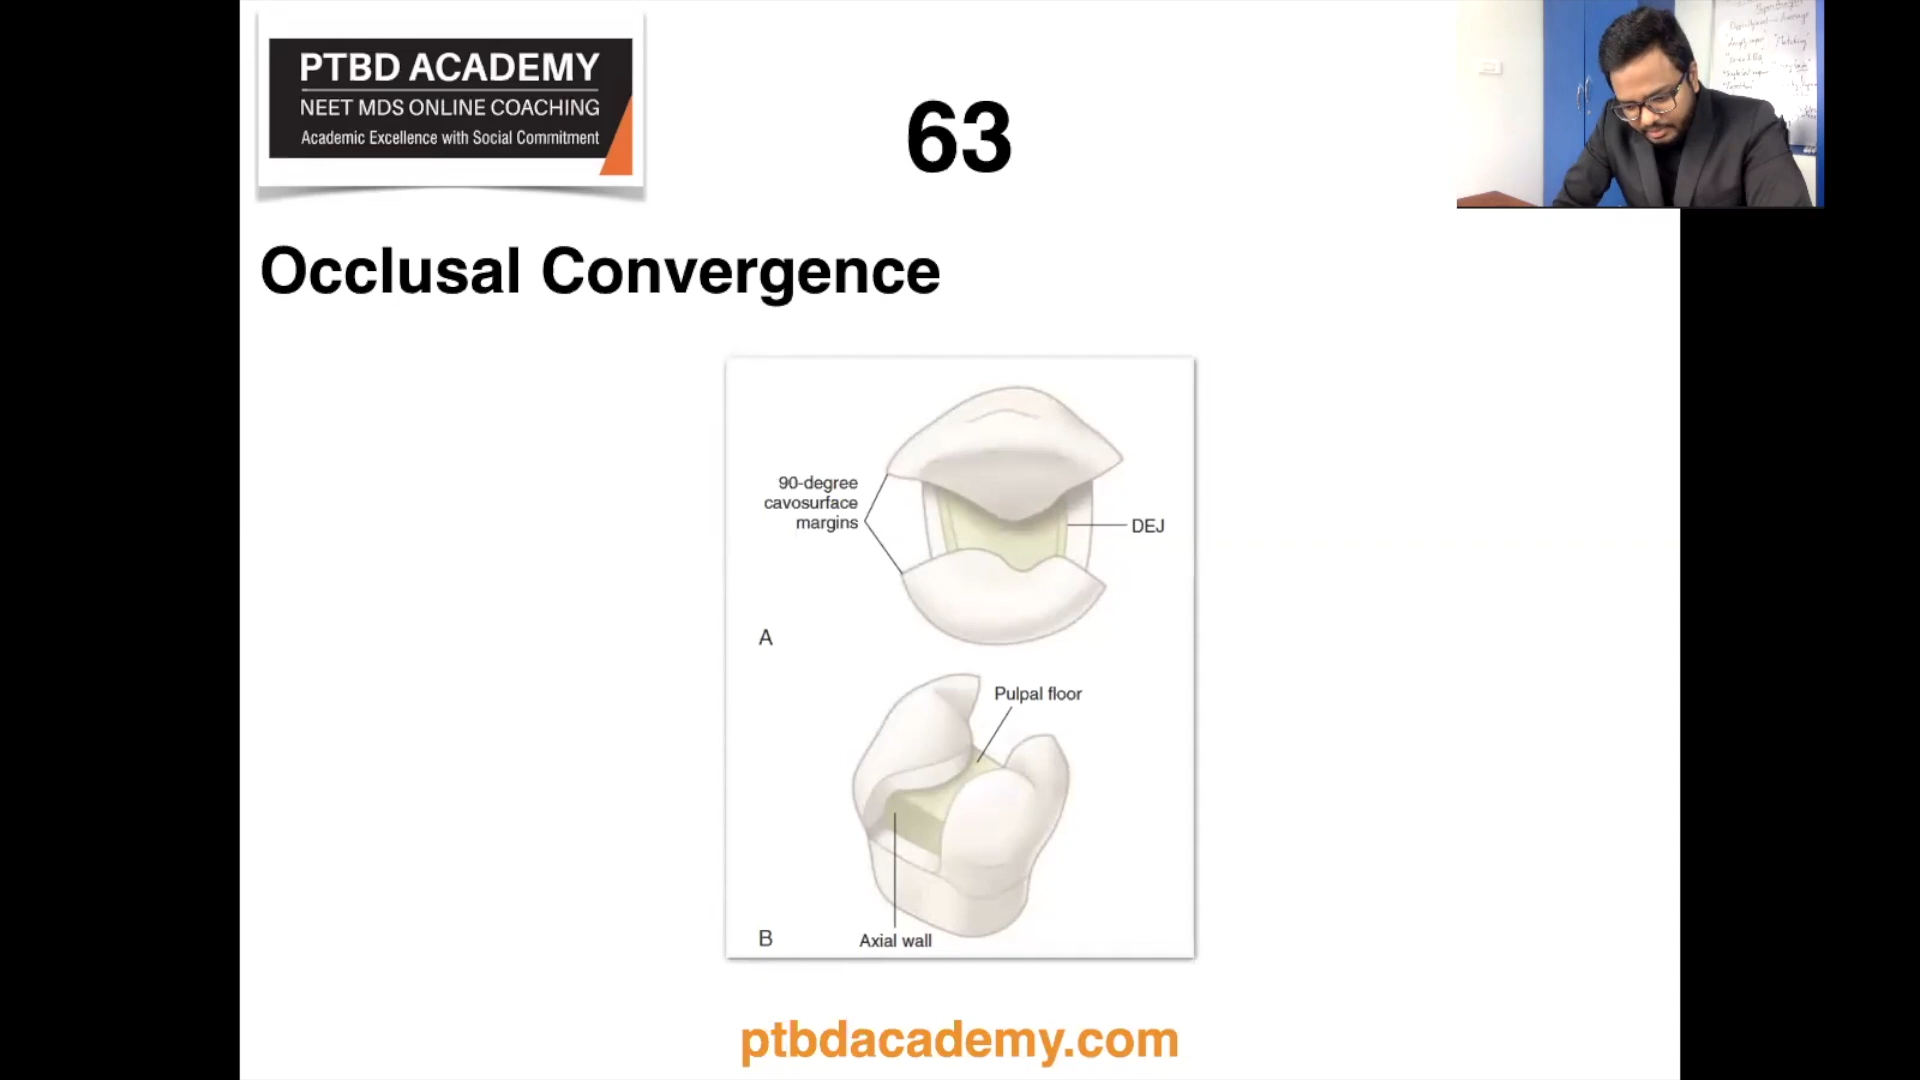 PTBD ACADEMY
NEET MDS ONLINE COACHING
Academic Excellence with Social Commitment
63
Occlusal Convergence
90-degree
cavosurface
margins
DEJ
A
Pulpal floor
B
Axial wall
ptbdacademy.com